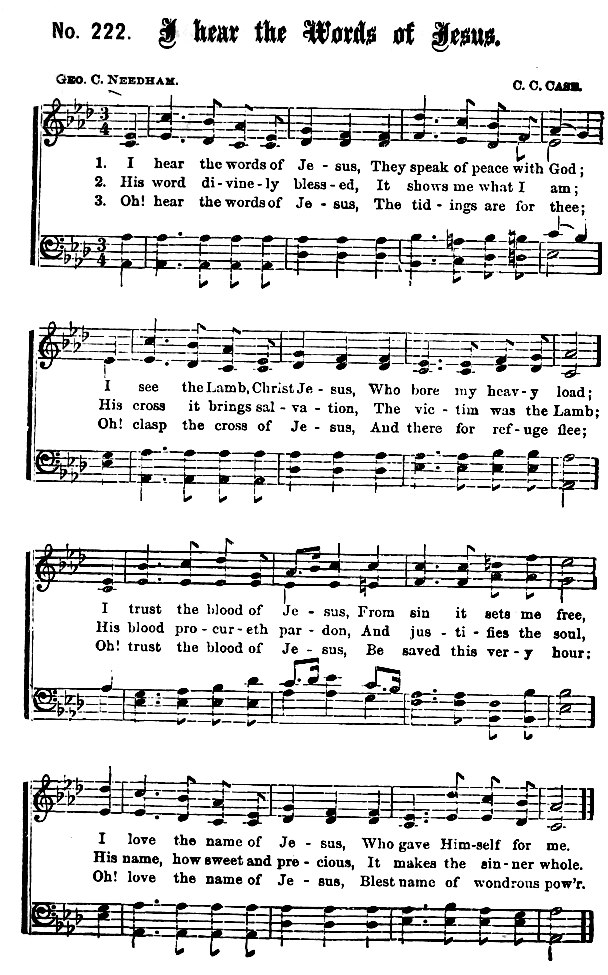 No. 222. I hear the Words of Jesus.
GEO. C. NEEDHAM. C. C. CASE.
1. I hear the words of Je - sus, They speak of peace with God;
2. His word di - vine - ly bless - ed, It shows me what I am;
3. Oh! hear the words of Je - sus, The tid - ings are for thee;
I see the Lamb, Christ Je - sus, Who bore my heav - y load;
His cross it brings sal - va - tion, The vic - tim was the Lamb;
Oh! clasp the cross of Je - sus, And there for ref - uge flee;
I trust the blood of Je - sus, From sin it sets me free,
His blood pro - cur - eth par - don, And jus - ti - fies the soul,
Oh! trust the blood of Je - sus, Be saved this ver - y hour;
I love the name of Je - sus, Who gave Him - self for me.
His name, how sweet and pre - cious, It makes the sin - ner whole.
Oh! love the name of Je - sus, Blest name of wondrous pow'r.